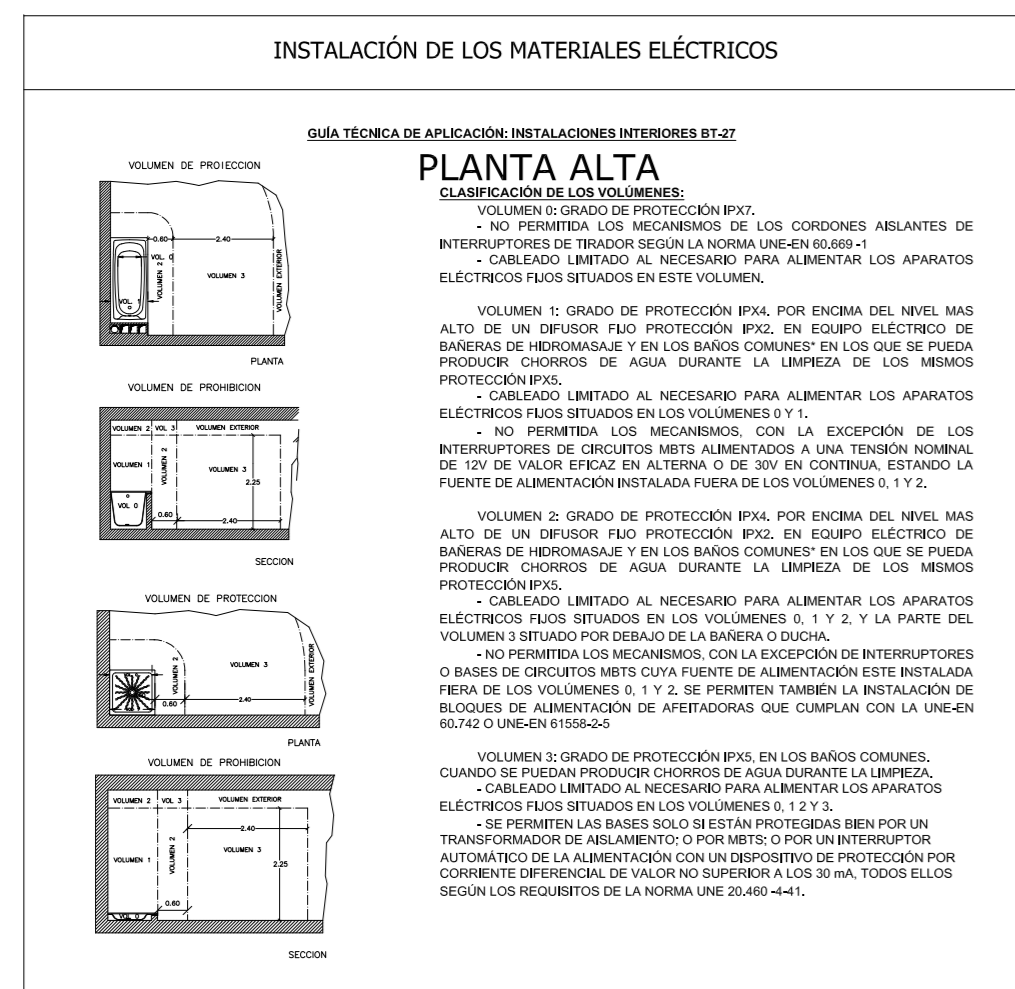 INSTALACIÓN DE LOS MATERIALES ELÉCTRICOS
GUÍA TÉCNICA DE APLICACIÓN: INSTALACIONES INTERIORES BT-27
PLANTA ALTA
CLASIFICACIÓN DE LOS VOLÚMENES:
VOLUMEN 0: GRADO DE PROTECCIÓN IPX7.
- NO PERMITIDA LOS MECANISMOS DE LOS CORDONES AISLANTES DE
INTERRUPTORES DE TIRADOR SEGÚN LA NORMA UNE-EN 60.669 -1
- CABLEADO LIMITADO AL NECESARIO PARA ALIMENTAR LOS APARATOS
ELÉCTRICOS FIJOS SITUADOS EN ESTE VOLUMEN.
VOLUMEN 1: GRADO DE PROTECCIÓN IPX4. POR ENCIMA DEL NIVEL MAS
ALTO DE UN DIFUSOR FIJO PROTECCIÓN IPX2. EN EQUIPO ELÉCTRICO DE
BAÑERAS DE HIDROMASAJE Y EN LOS BAÑOS COMUNES* EN LOS QUE SE PUEDA
PRODUCIR CHORROS DE AGUA DURANTE LA LIMPIEZA DE LOS MISMOS
PROTECCIÓN IPX5.
- CABLEADO LIMITADO AL NECESARIO PARA ALIMENTAR LOS APARATOS
ELÉCTRICOS FIJOS SITUADOS EN LOS VOLÚMENES 0 Y 1.
- NO PERMITIDA LOS MECANISMOS, CON LA EXCEPCIÓN DE LOS
INTERRUPTORES DE CIRCUITOS MBTS ALIMENTADOS A UNA TENSIÓN NOMINAL
DE 12V DE VALOR EFICAZ EN ALTERNA O DE 30V EN CONTINUA, ESTANDO LA
FUENTE DE ALIMENTACIÓN INSTALADA FUERA DE LOS VOLÚMENES 0, 1 Y 2.
VOLUMEN 2: GRADO DE PROTECCIÓN IPX4. POR ENCIMA DEL NIVEL MAS
ALTO DE UN DIFUSOR FIJO PROTECCIÓN IPX2. EN EQUIPO ELÉCTRICO DE
BAÑERAS DE HIDROMASAJE Y EN LOS BAÑOS COMUNES* EN LOS QUE SE PUEDA
PRODUCIR CHORROS DE AGUA DURANTE LA LIMPIEZA DE LOS MISMOS
PROTECCIÓN IPX5.
- CABLEADO LIMITADO AL NECESARIO PARA ALIMENTAR LOS APARATOS
ELÉCTRICOS FIJOS SITUADOS EN LOS VOLÚMENES 0, 1 Y 2, Y LA PARTE DEL
VOLUMEN 3 SITUADO POR DEBAJO DE LA BAÑERA O DUCHA.
- NO PERMITIDA LOS MECANISMOS, CON LA EXCEPCIÓN DE INTERRUPTORES
O BASES DE CIRCUITOS MBTS CUYA FUENTE DE ALIMENTACIÓN ESTE INSTALADA
FIERA DE LOS VOLÚMENES 0, 1 Y 2. SE PERMITEN TAMBIÉN LA INSTALACIÓN DE
BLOQUES DE ALIMENTACIÓN DE AFEITADORAS QUE CUMPLAN CON LA UNE-EN
60.742 O UNE-EN 61558-2-5
VOLUMEN 3: GRADO DE PROTECCIÓN IPX5, EN LOS BAÑOS COMUNES.
CUANDO SE PUEDAN PRODUCIR CHORROS DE AGUA DURANTE LA LIMPIEZA.
- CABLEADO LIMITADO AL NECESARIO PARA ALIMENTAR LOS APARATOS
ELÉCTRICOS FIJOS SITUADOS EN LOS VOLÚMENES 0, 1 2 Y 3.
- SE PERMITEN LAS BASES SOLO SI ESTÁN PROTEGIDAS BIEN POR UN
TRANSFORMADOR DE AISLAMIENTO; O POR MBTS; O POR UN INTERRUPTOR
AUTOMÁTICO DE LA ALIMENTACIÓN CON UN DISPOSITIVO DE PROTECCIÓN POR
CORRIENTE DIFERENCIAL DE VALOR NO SUPERIOR A LOS 30 mA, TODOS ELLOS
SEGÚN LOS REQUISITOS DE LA NORMA UNE 20.460 -4-41.
VOLUMEN DE PROIECCION
0.60
2.40
VOL. 0
VOLUMEN 2
VOLUMEN 3
VOLUMEN EXTERIOR
VOL. 1
PLANTA
VOLUMEN DE PROHIBICION
VOLUMEN 2
VOL 3
VOLUMEN EXTERIOR
VOLUMEN 1
VOLUMEN 2
VOLUMEN 3
2.25
VOL 0
0.60
2.40
SECCION
VOLUMEN DE PROTECCION
VOLUMEN 2
VOLUMEN 3
VOLUMEN EXTERIOR
0.60
2.40
PLANTA
VOLUMEN DE PROHIBICION
VOLUMEN 2
VOL 3
VOLUMEN EXTERIOR
2.40
VOLUMEN 1
VOLUMEN 2
VOLUMEN 3
2.25
0.60
VOL 0
SECCION